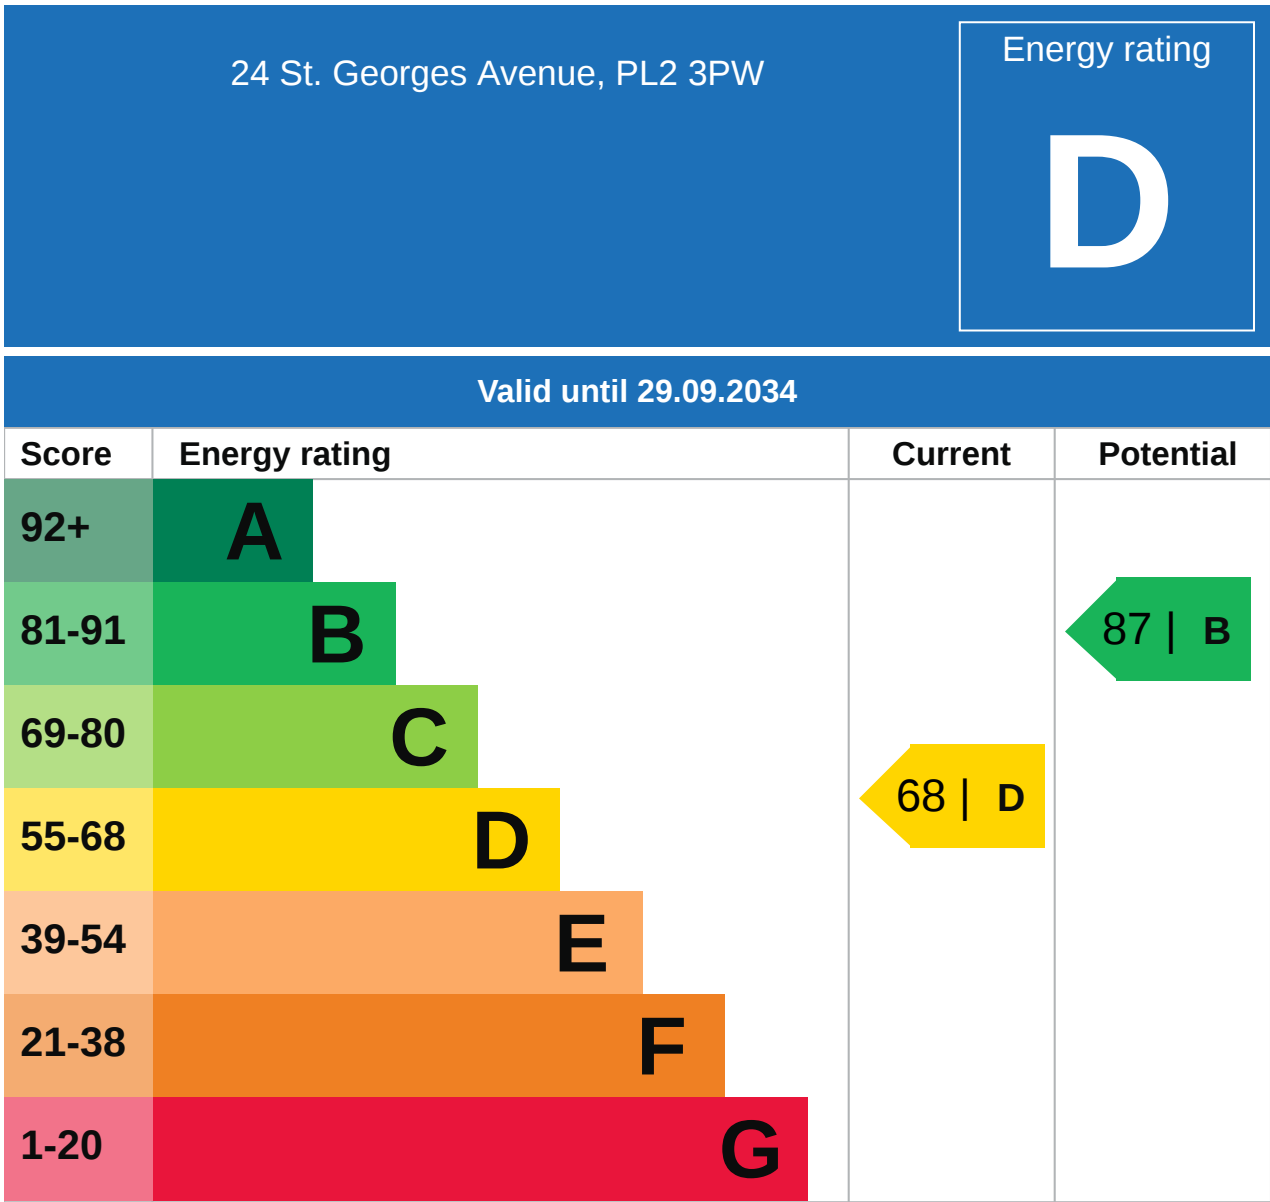 24 St. Georges Avenue, PL2 3PW
Energy rating
D
Valid until 29.09.2034
Score Energy rating Current Potential
92+ A
81-91 B 87 | B
69-80 C
55-68 D 68 | D
39-54 E
21-38 F
1-20 G